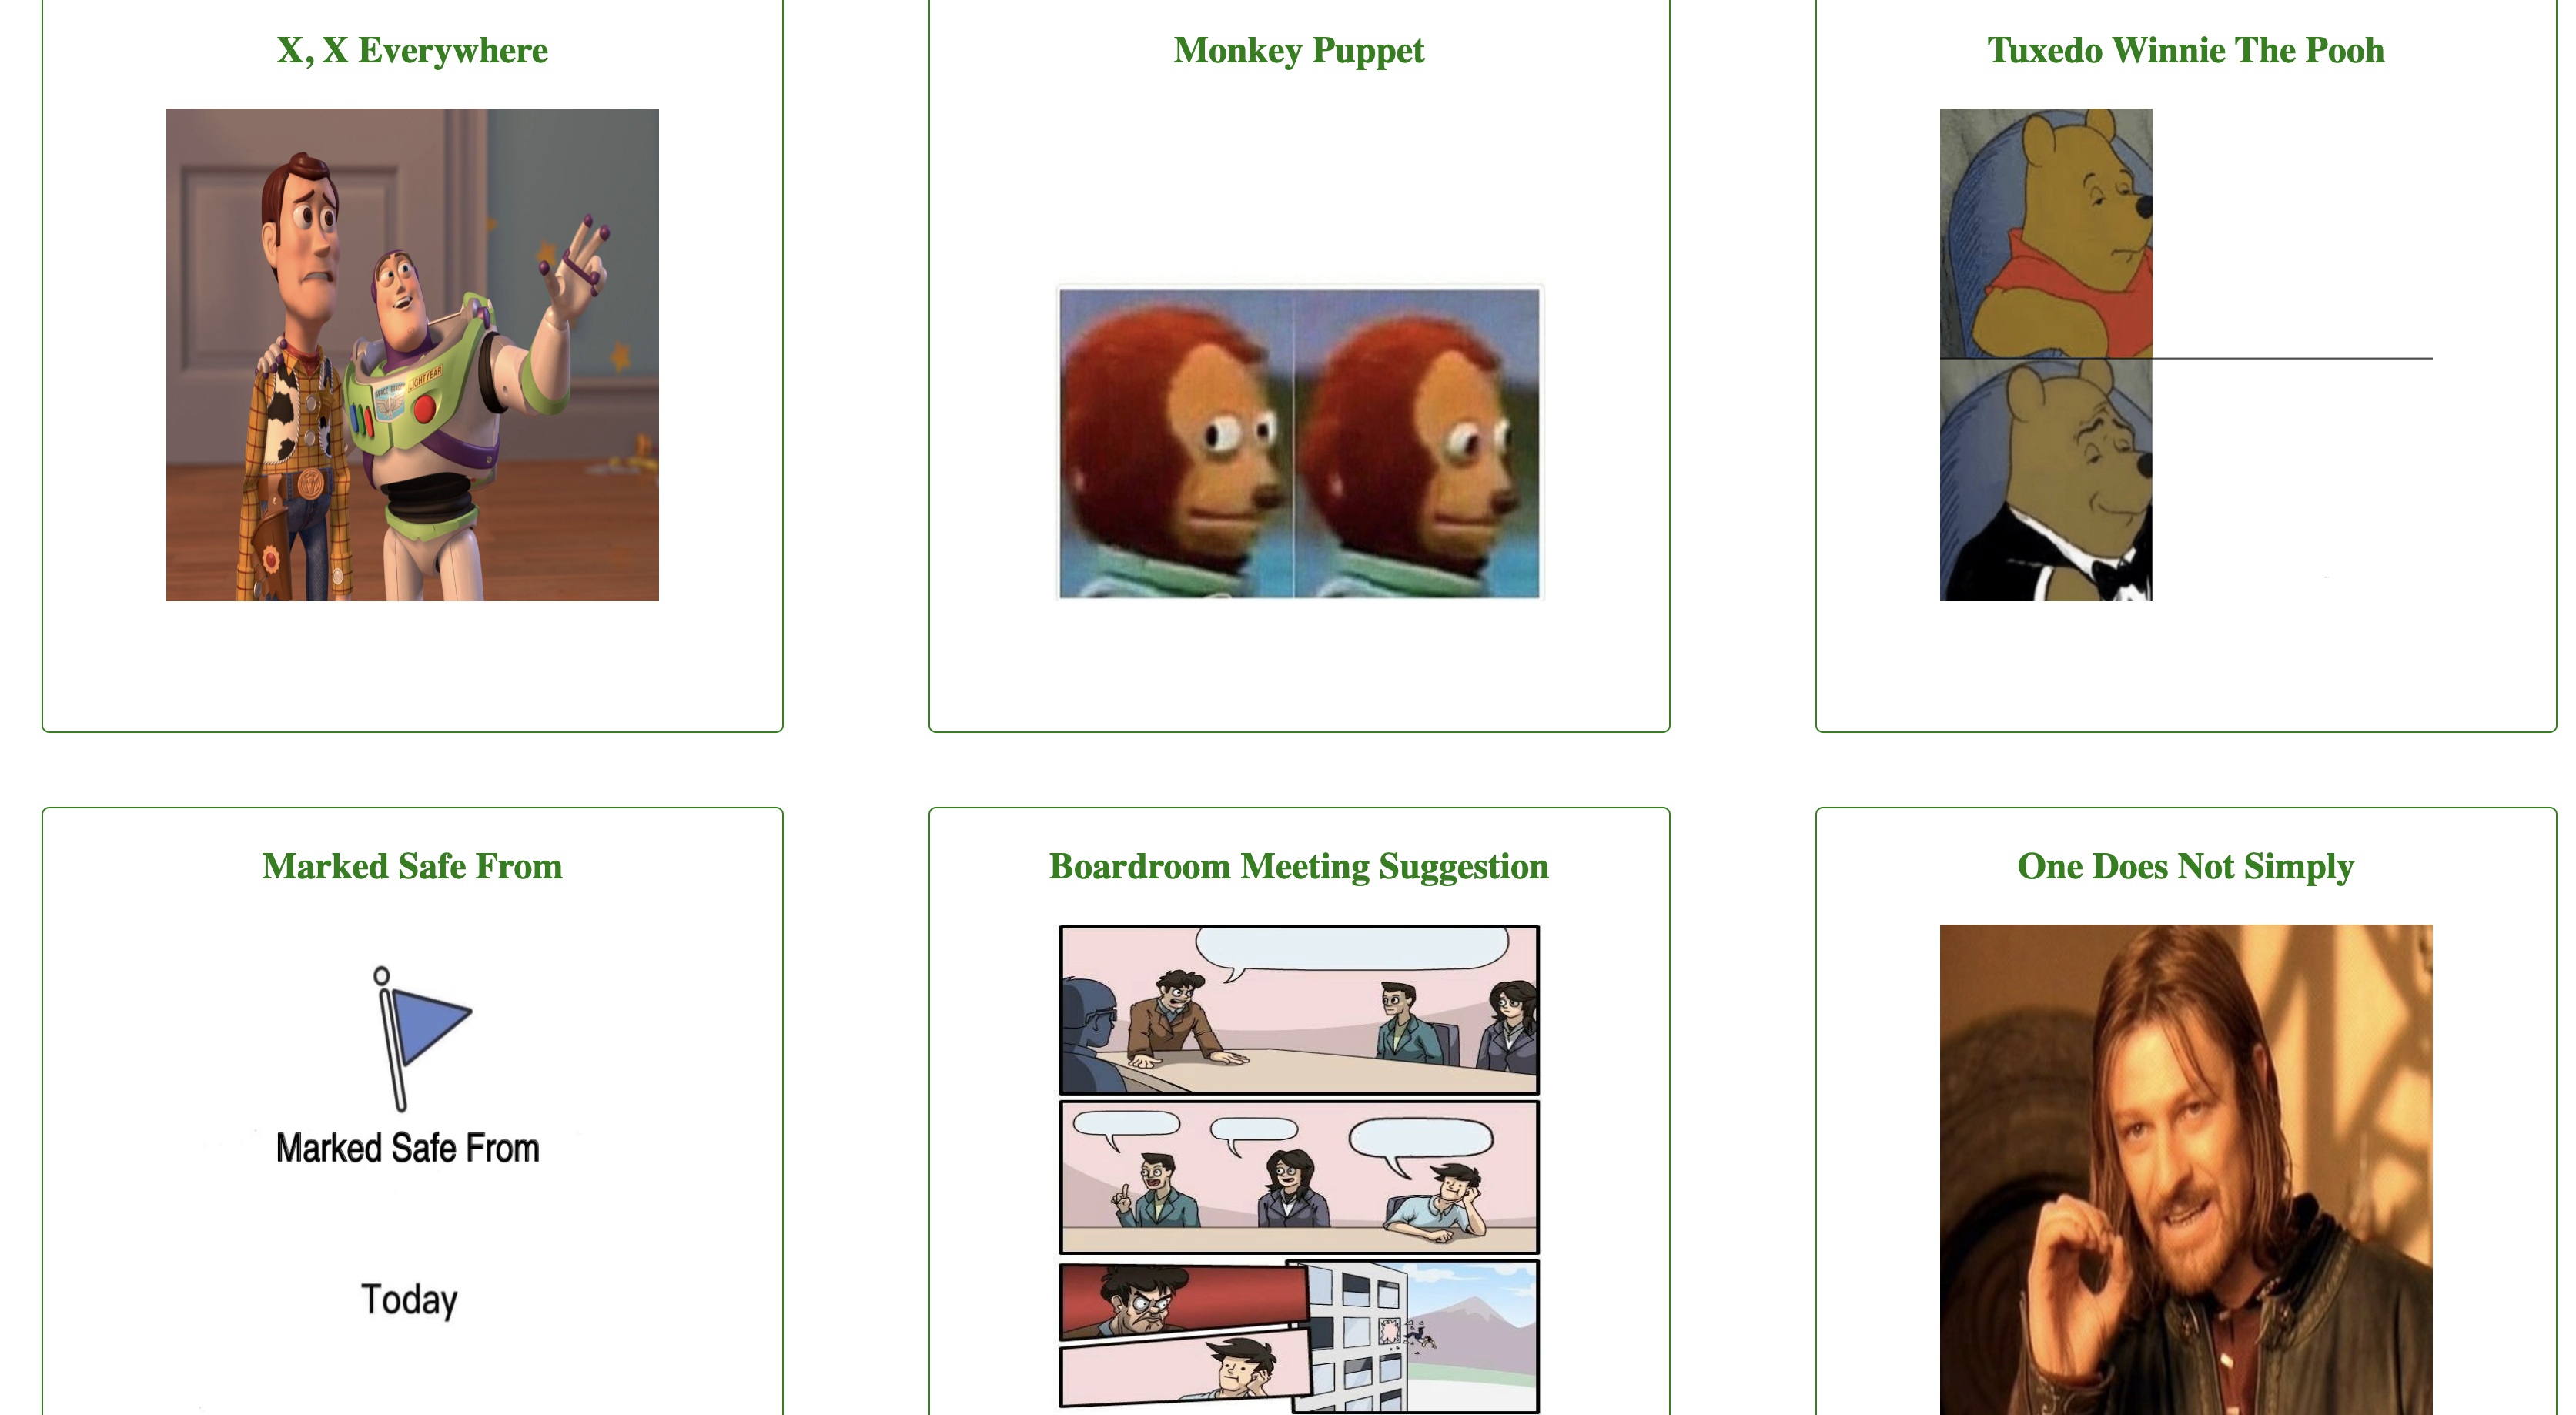 X, X Everywhere
Monkey Puppet
Tuxedo Winnie The Pooh
LIGHTYEAR
Marked Safe From
Boardroom Meeting Suggestion
One Does Not Simply
Marked Safe From
Today